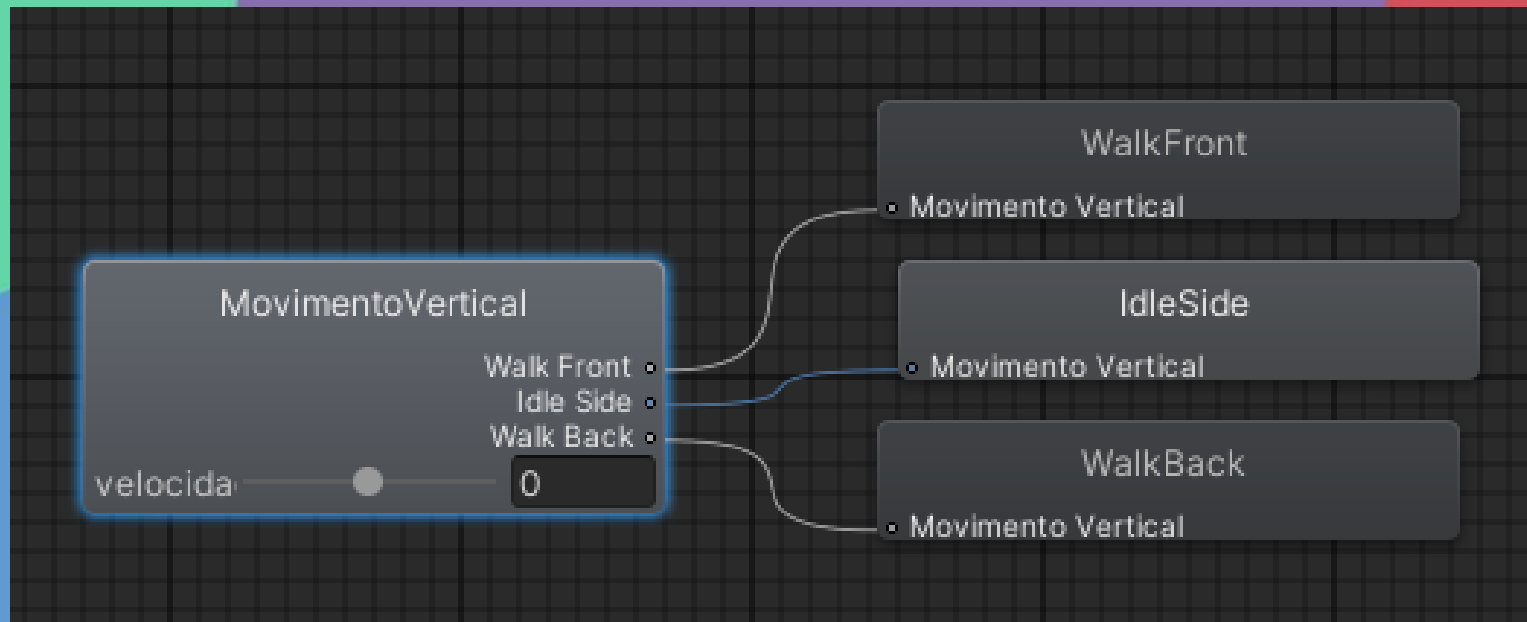 MovimentoVertical
Walk Front
Idle Side
Walk Back
velocida
0
WalkFront
Movimento Vertical
IdleSide
Movimento Vertical
WalkBack
Movimento Vertical